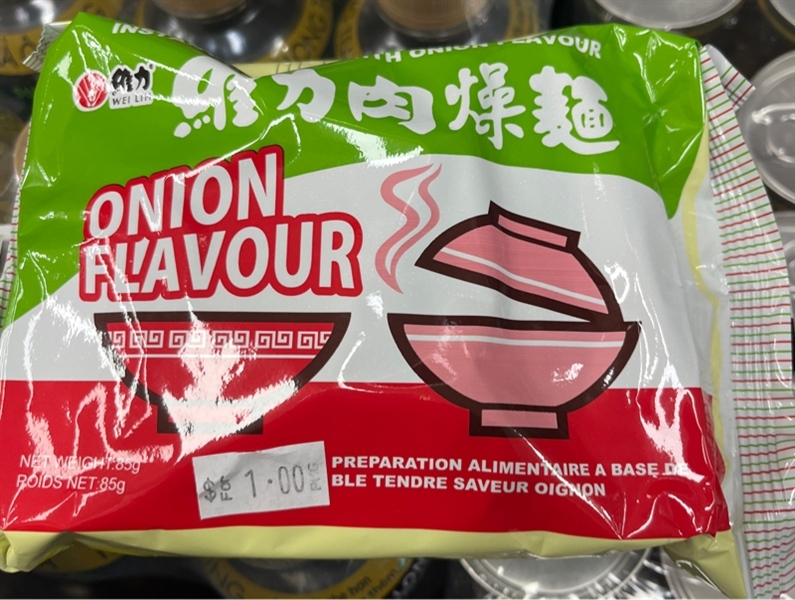 TH ONION FLAVOUR
維力
WEI LIH
維力肉燥麵
ONION
FLAVOUR
NET WEIGHT:85g
POIDS NET:85g
$ 1.00
PREPARATION ALIMENTAIRE A BASE DE
BLE TENDRE SAVEUR OIGNON